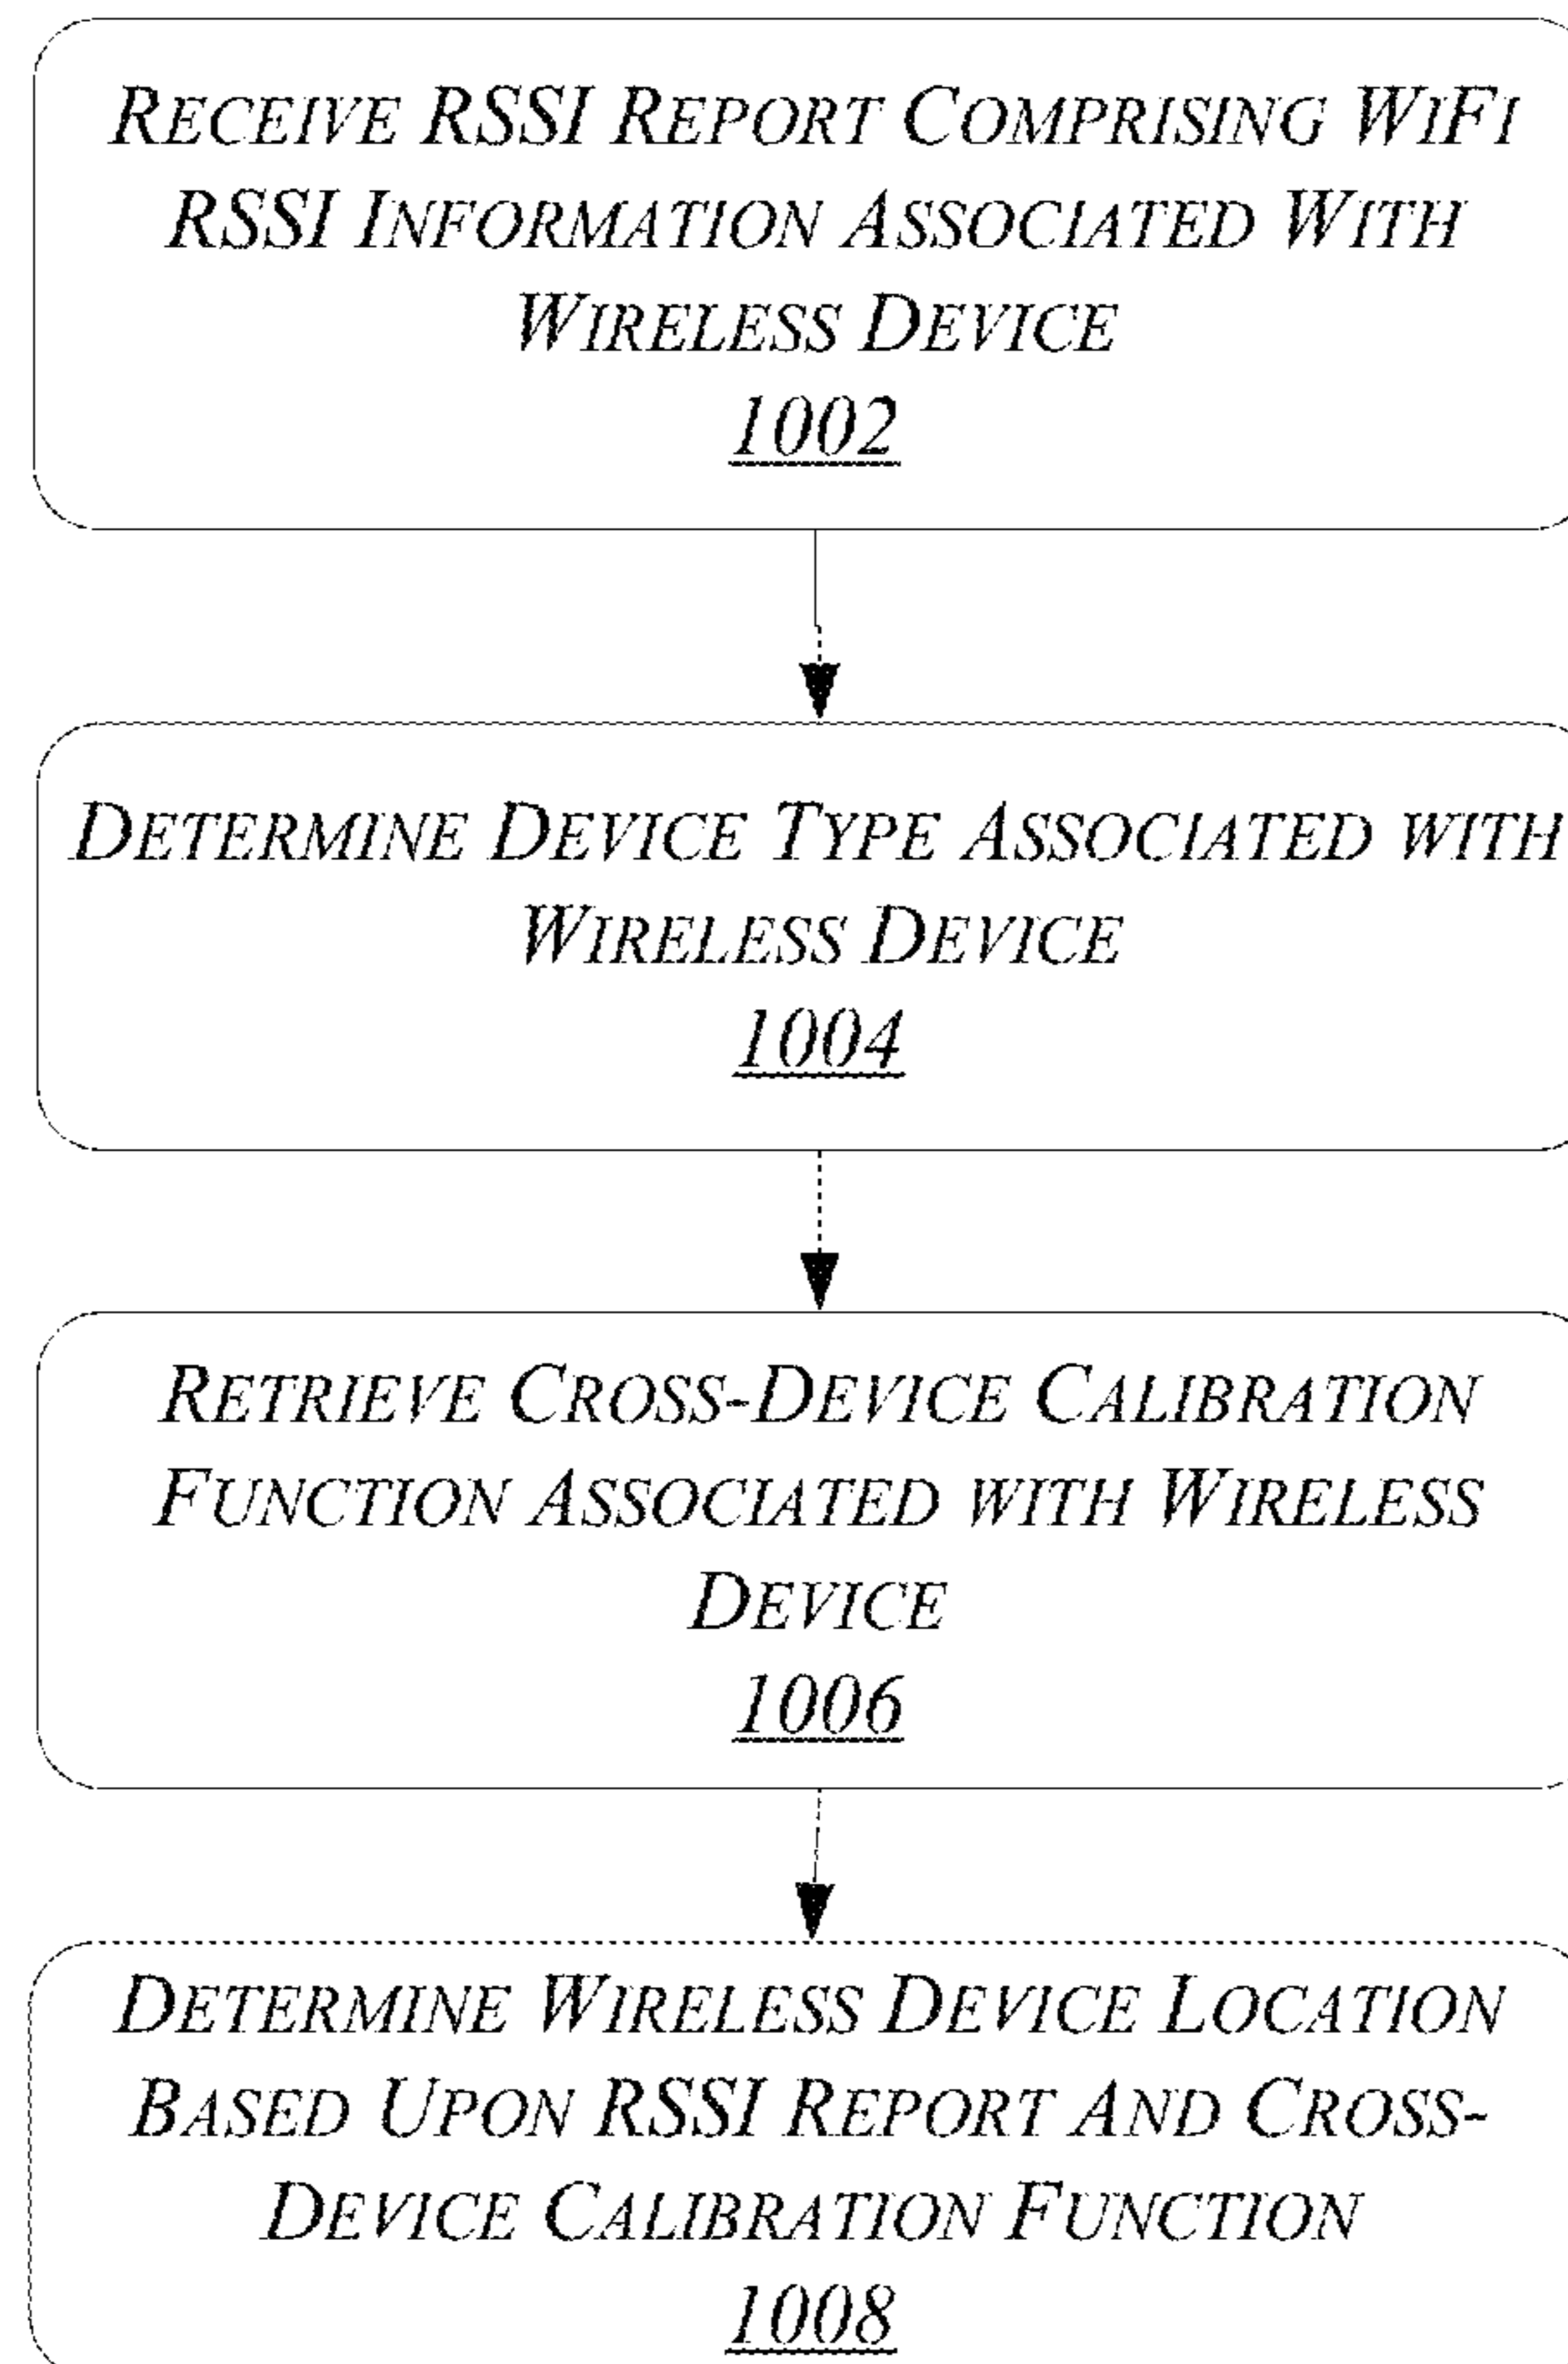 RECEIVE RSSI REPORT COMPRISING WIFI
RSSI INFORMATION ASSOCIATED WITH
WIRELESS DEVICE
1002
DETERMINE DEVICE TYPE ASSOCIATED WITH
WIRELESS DEVICE
1004
RETRIEVE CROSS-DEVICE CALIBRATION
FUNCTION ASSOCIATED WITH WIRELESS
DEVICE
1006
DETERMINE WIRELESS DEVICE LOCATION
BASED UPON RSSI REPORT AND CROSS-
DEVICE CALIBRATION FUNCTION
1008